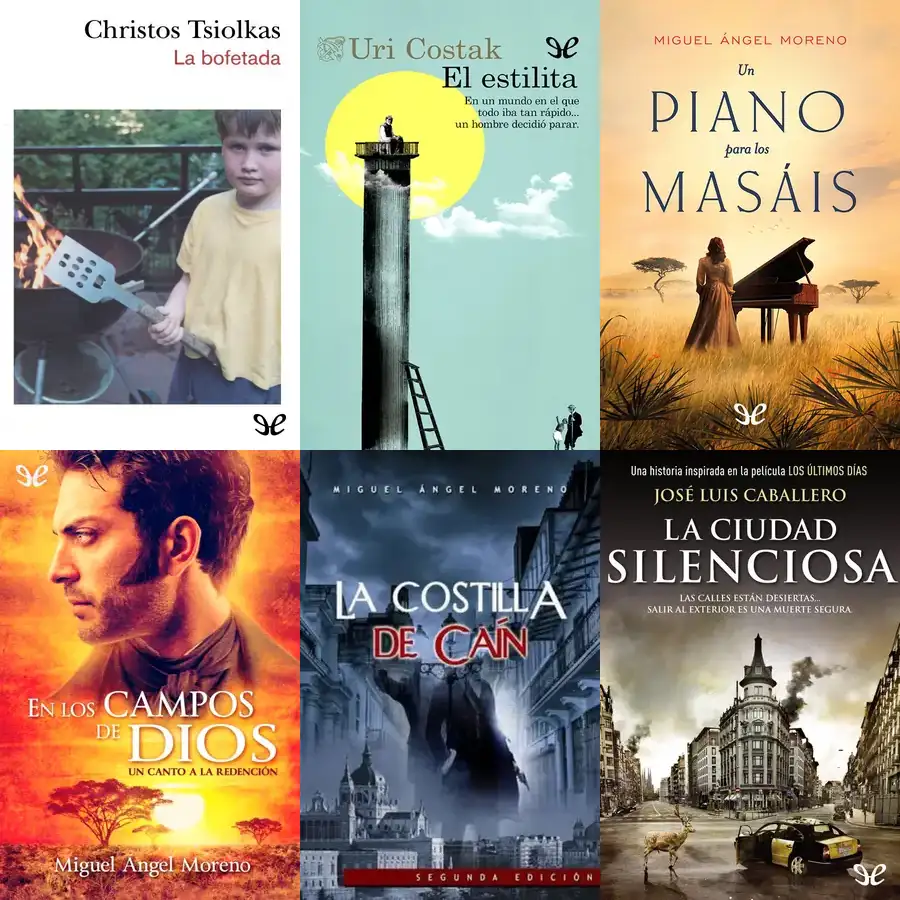 Christos Tsiolkas
La bofetada
Uri Costak
El estilita
En un mundo en el que
todo iba tan rápido...
un hombre decidió parar.
MIGUEL ÁNGEL MORENO
Un
PIANO
para los
MASÁIS
EN LOS CAMPOS
DE DIOS
UN CANTO A LA REDENCIÓN
Miguel Ángel Moreno
MIGUEL ÁNGEL MORENO
LA COSTILLA
DE CAÍN
SEGUNDA EDICIÓN
Una historia inspirada en la película LOS ÚLTIMOS DÍAS
JOSÉ LUIS CABALLERO
LA CIUDAD
SILENCIOSA
LAS CALLES ESTÁN DESIERTAS...
SALIR AL EXTERIOR ES UNA MUERTE SEGURA.